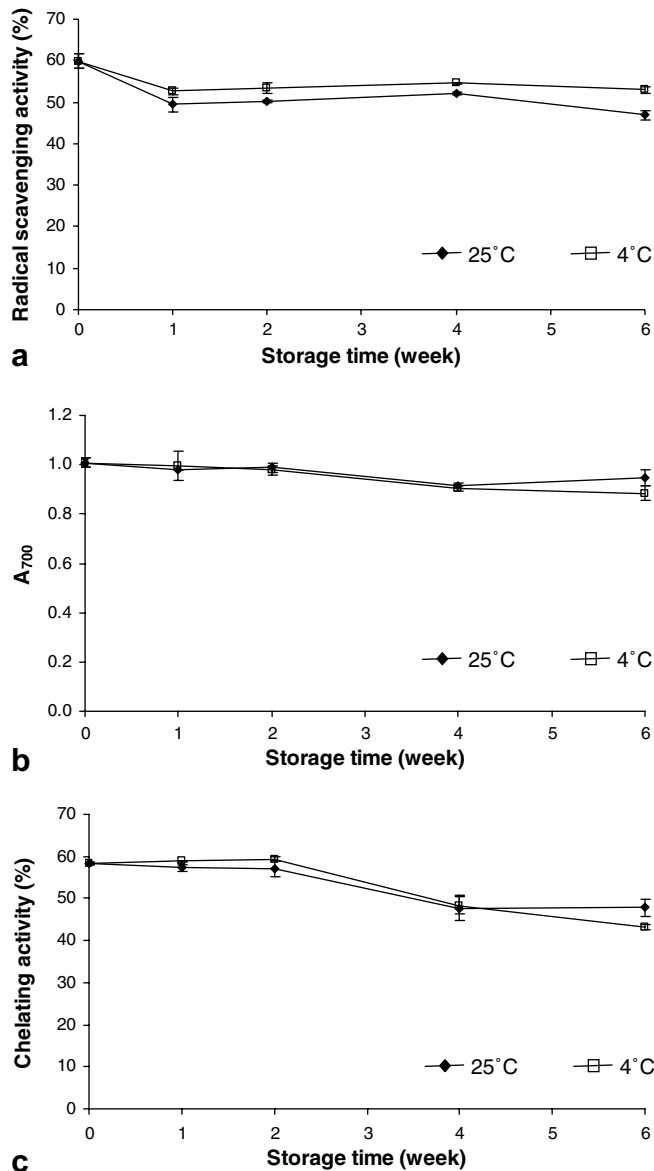 Radical scavenging activity (%)
70
60
50
40
30
20
10
0
25°C 4°C
0 1 2 3 4 5 6
Storage time (week)
a
A700
1.2
1.0
0.8
0.6
0.4
0.2
0.0
25°C 4°C
0 1 2 3 4 5 6
Storage time (week)
b
Chelating activity (%)
70
60
50
40
30
20
10
0
25°C 4°C
0 1 2 3 4 5 6
Storage time (week)
c